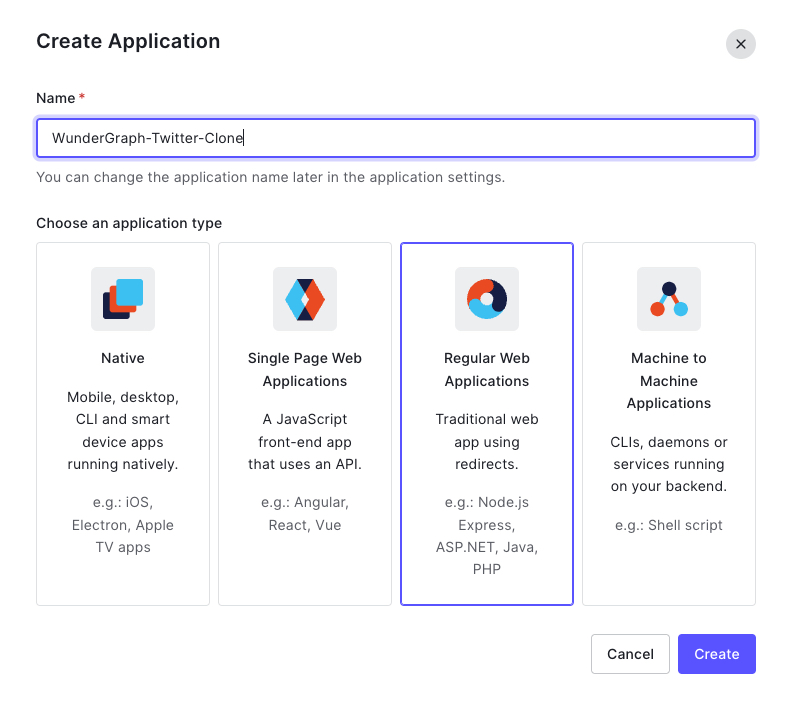 Create Application
Name *
WunderGraph-Twitter-Clone
You can change the application name later in the application settings.
Choose an application type
Native
Mobile, desktop,
CLI and smart
device apps
running natively.
e.g.: iOS,
Electron, Apple
TV apps
Single Page Web
Applications
A JavaScript
front-end app
that uses an API.
e.g.: Angular,
React, Vue
Regular Web
Applications
Traditional web
app using
redirects.
e.g.: Node.js
Express,
ASP.NET, Java,
PHP
Machine to
Machine
Applications
CLIs, daemons or
services running
on your backend.
e.g.: Shell script
Cancel
Create